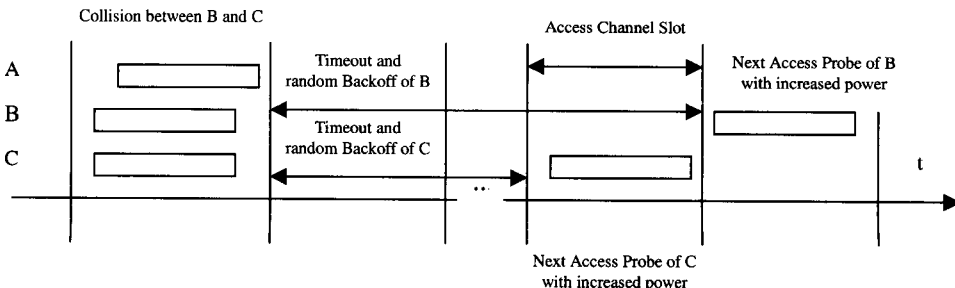 Collision between B and C
Access Channel Slot
A
Timeout and
random Backoff of B
Next Access Probe of B
with increased power
B
Timeout and
random Backoff of C
C
t
...
Next Access Probe of C
with increased power